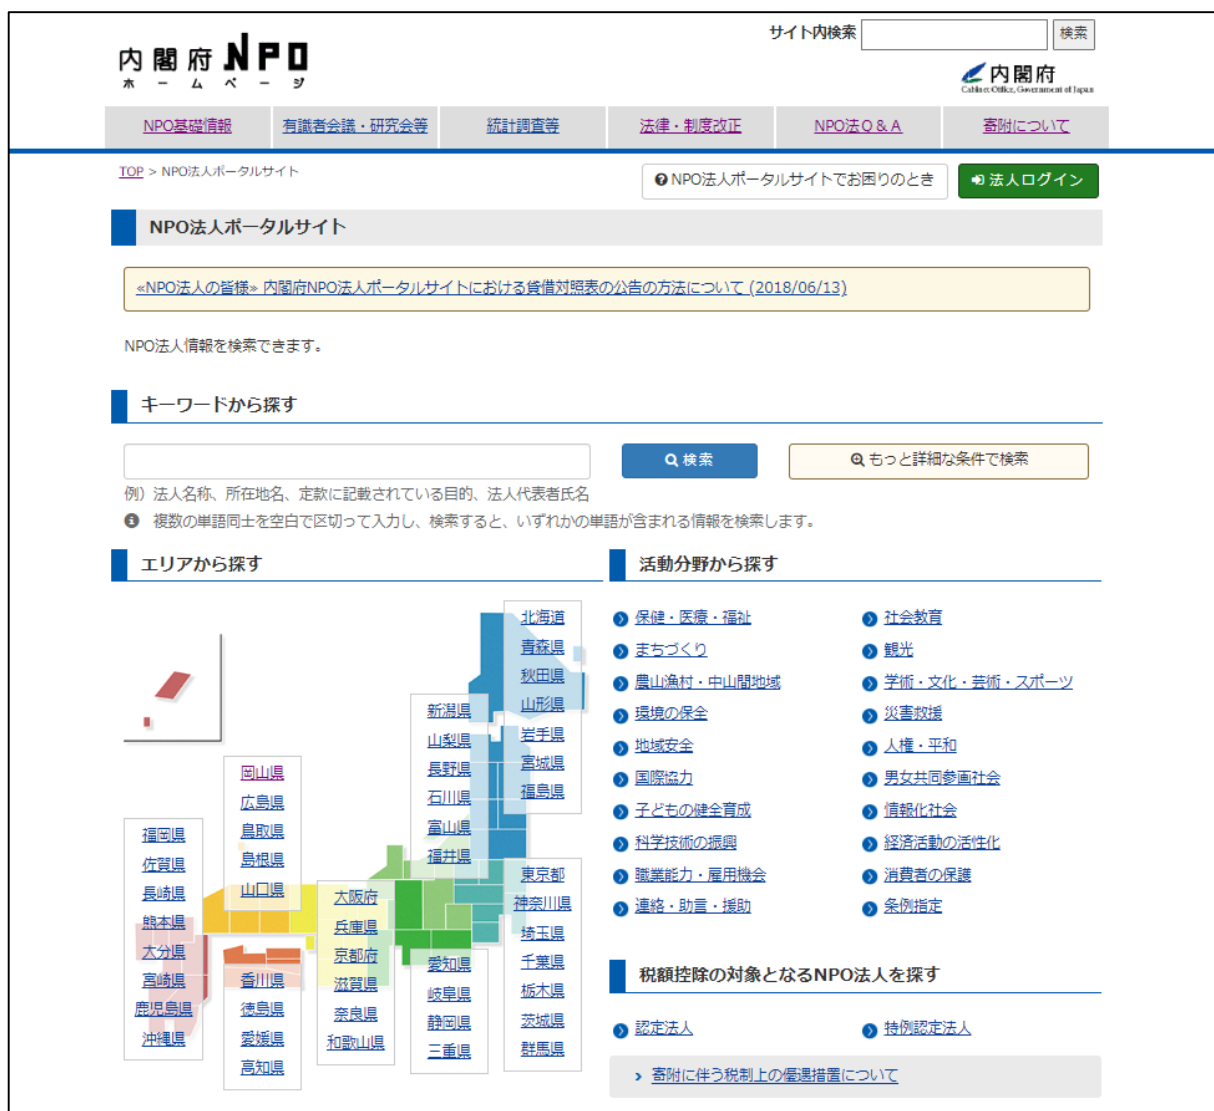 サイト内検索 検索
内閣府NPO
ホームページ
内閣府
Cabinet Office, Government of Japan
NPO基礎情報 有識者会議・研究会等 統計調査等 法律・制度改正 NPO法Q&A 寄附について
TOP > NPO法人ポータルサイト
NPO法人ポータルサイトでお困りのとき 法人ログイン
NPO法人ポータルサイト
«NPO法人の皆様» 内閣府NPO法人ポータルサイトにおける貸借対照表の公告の方法について (2018/06/13)
NPO法人情報を検索できます。
キーワードから探す
検索 もっと詳細な条件で検索
例）法人名称、所在地名、定款に記載されている目的、法人代表者氏名
複数の単語同士を空白で区切って入力し、検索すると、いずれかの単語が含まれる情報を検索します。
エリアから探す
北海道
青森県
秋田県
山形県
岩手県
宮城県
福島県
新潟県
山梨県
長野県
石川県
富山県
福井県
岡山県
広島県
鳥取県
島根県
山口県
福岡県
佐賀県
長崎県
熊本県
大分県
宮崎県
鹿児島県
沖縄県
香川県
徳島県
愛媛県
高知県
大阪府
兵庫県
京都府
滋賀県
奈良県
和歌山県
愛知県
岐阜県
静岡県
三重県
東京都
神奈川県
埼玉県
千葉県
栃木県
茨城県
群馬県
活動分野から探す
保健・医療・福祉 社会教育
まちづくり 観光
農山漁村・中山間地域 学術・文化・芸術・スポーツ
環境の保全 災害救援
地域安全 人権・平和
国際協力 男女共同参画社会
子どもの健全育成 情報化社会
科学技術の振興 経済活動の活性化
職業能力・雇用機会 消費者の保護
連絡・助言・援助 条例指定
税額控除の対象となるNPO法人を探す
認定法人 特例認定法人
寄附に伴う税制上の優遇措置について